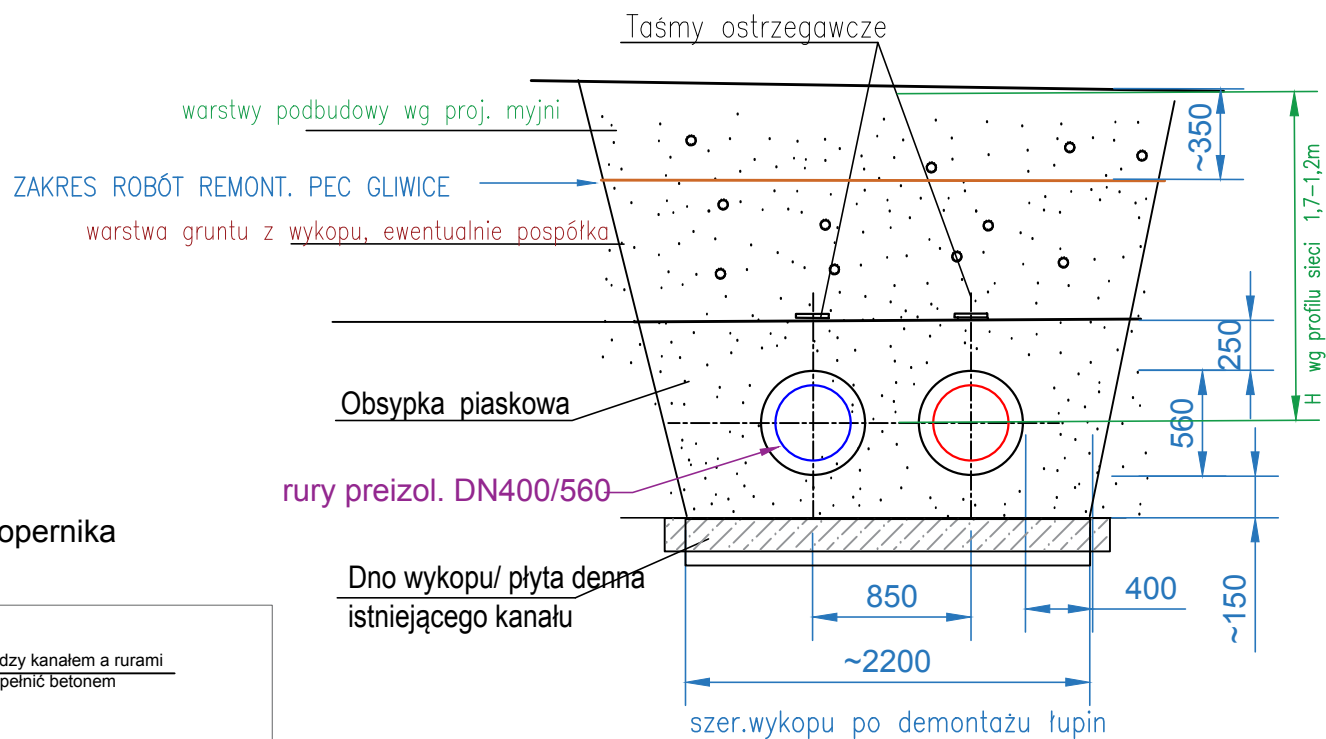 Taśmy ostrzegawcze
warstwy podbudowy wg proj. myjni
ZAKRES ROBÓT REMONT. PEC GLIWICE
warstwa gruntu z wykopu, ewentualnie pospółka
~350
H wg profilu sieci 1,7-1,2m
250
Obsypka piaskowa
560
rury preizol. DN400/560
opernika
Dno wykopu/ płyta denna
istniejącego kanału
850
400
~150
dzy kanałem a rurami
pełnić betonem
~2200
szer.wykopu po demontażu łupin